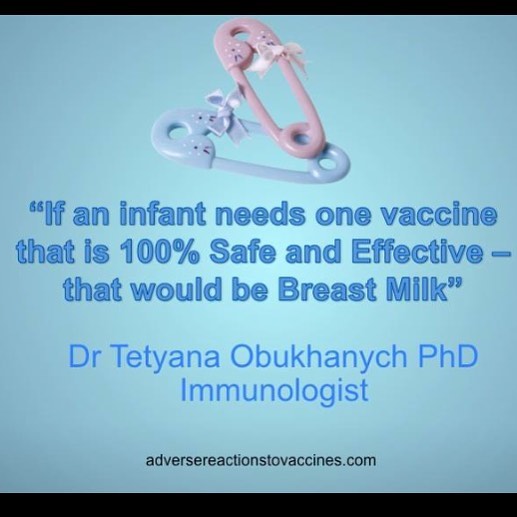 “If an infant needs one vaccine
that is 100% Safe and Effective –
that would be Breast Milk”
Dr Tetyana Obukhanych PhD
Immunologist
adversereactionstovaccines.com